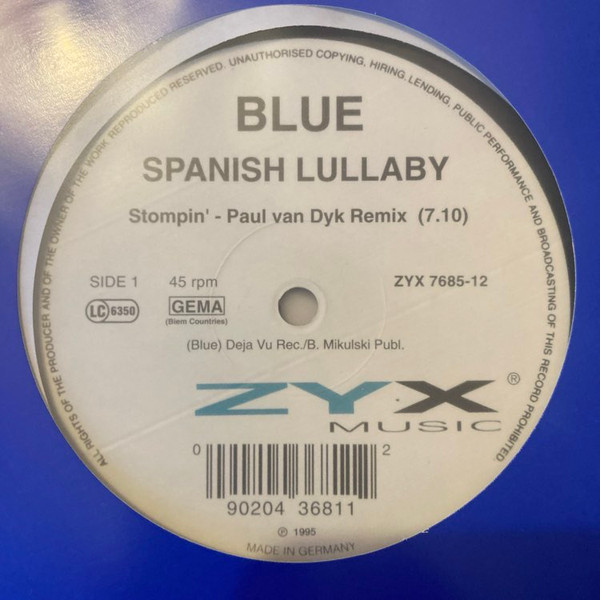 ALL RIGHTS OF THE PRODUCER AND OF THE OWNER OF THE WORK REPRODUCED RESERVED. UNAUTHORISED COPYING, HIRING, LENDING, PUBLIC PERFORMANCE AND BROADCASTING OF THIS RECORD PROHIBITED.
BLUE
SPANISH LULLABY
Stompin' - Paul van Dyk Remix (7.10)
SIDE 1 45 rpm ZYX 7685-12
LC 6350 GEMA
(Biem Countries)
(Blue) Deja Vu Rec./B. Mikulski Publ.
ZYX ®
MUSIC
0 2
90204 36811
℗ 1995
MADE IN GERMANY